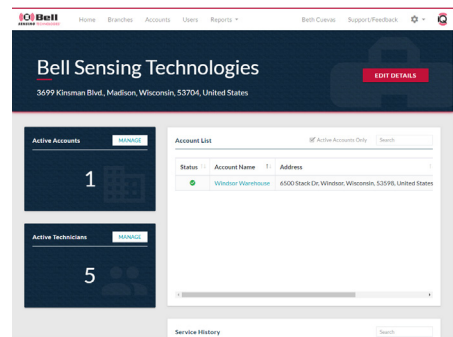 Bell
SENSING TECHNOLOGIES
Home Branches Accounts Users Reports Beth Cuevas Support/Feedback
Bell Sensing Technologies
3699 Kinsman Blvd., Madison, Wisconsin, 53704, United States
EDIT DETAILS
Active Accounts MANAGE
1
Account List Active Accounts Only Search
Status Account Name Address
Windsor Warehouse 6500 Stack Dr, Windsor, Wisconsin, 53598, United States
Active Technicians MANAGE
5
Service History Search